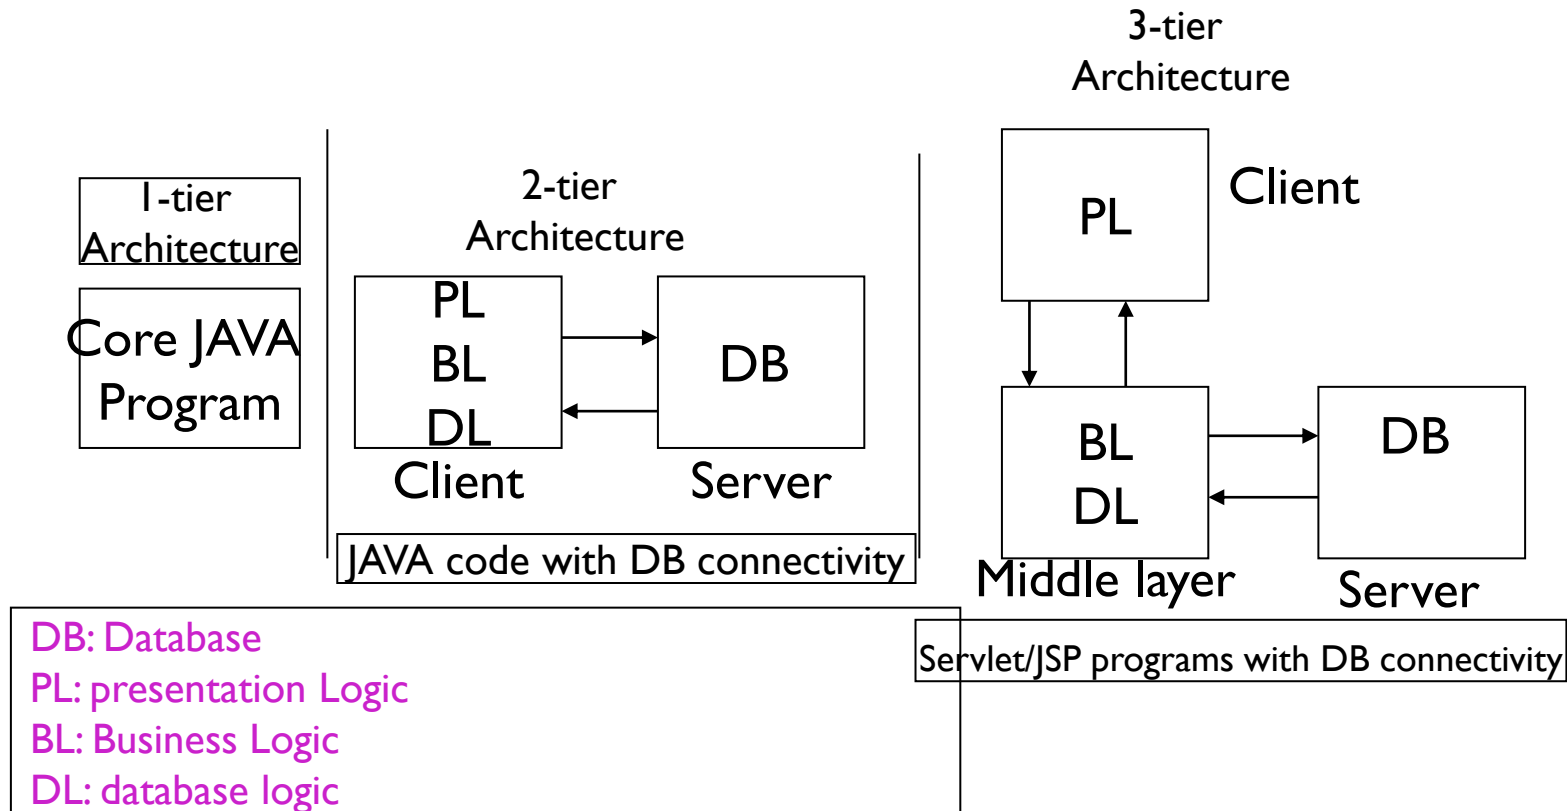 1-tier
Architecture
Core JAVA
Program
2-tier
Architecture
PL
BL
DL
Client
DB
Server
JAVA code with DB connectivity
3-tier
Architecture
PL
Client
BL
DL
Middle layer
DB
Server
Servlet/JSP programs with DB connectivity
DB: Database
PL: presentation Logic
BL: Business Logic
DL: database logic